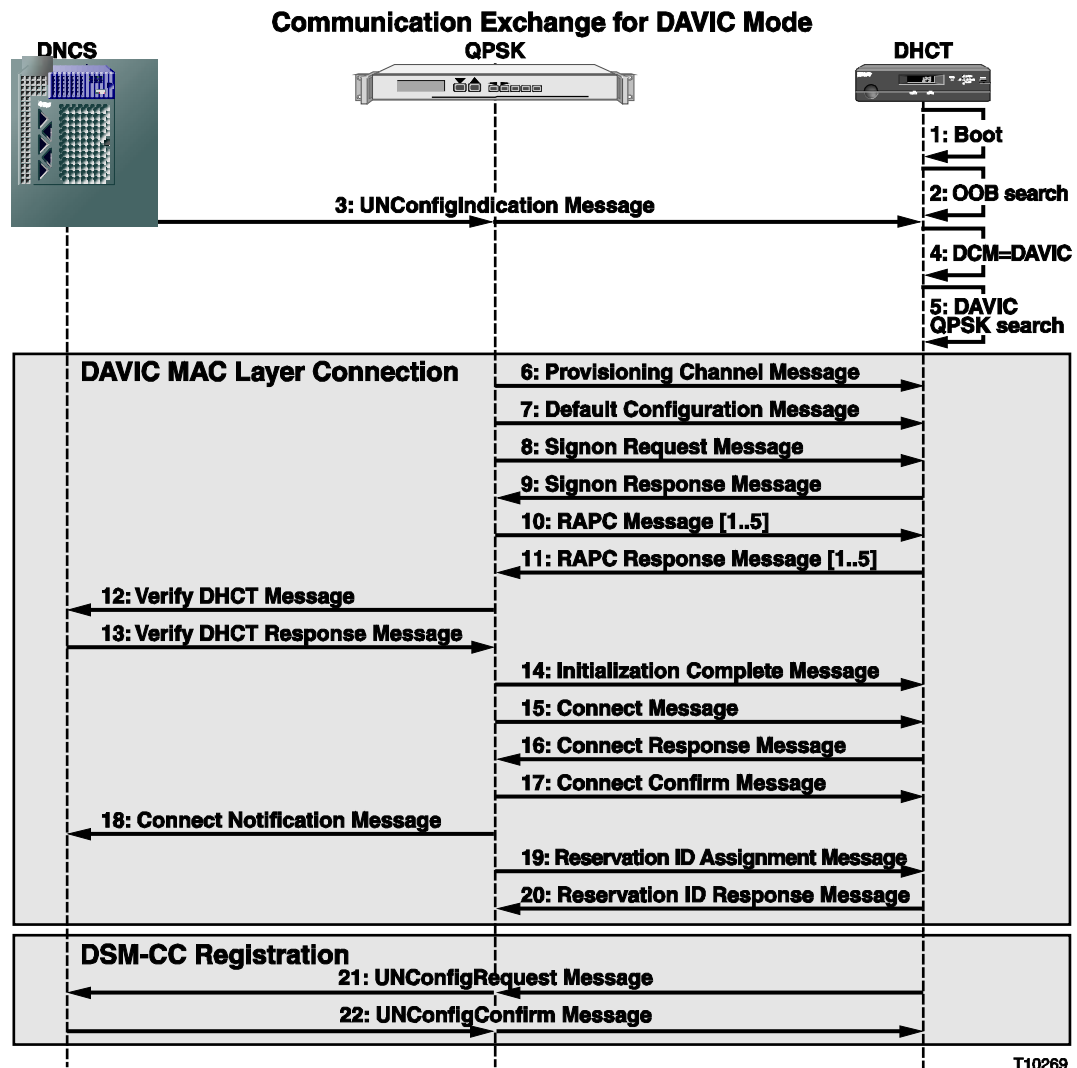 Communication Exchange for DAVIC Mode
DNCS
QPSK
DHCT
1: Boot
2: OOB search
3: UNConfigIndication Message
4: DCM=DAVIC
5: DAVIC
QPSK search
DAVIC MAC Layer Connection
6: Provisioning Channel Message
7: Default Configuration Message
8: Signon Request Message
9: Signon Response Message
10: RAPC Message [1..5]
11: RAPC Response Message [1..5]
12: Verify DHCT Message
13: Verify DHCT Response Message
14: Initialization Complete Message
15: Connect Message
16: Connect Response Message
17: Connect Confirm Message
18: Connect Notification Message
19: Reservation ID Assignment Message
20: Reservation ID Response Message
DSM-CC Registration
21: UNConfigRequest Message
22: UNConfigConfirm Message
T10269